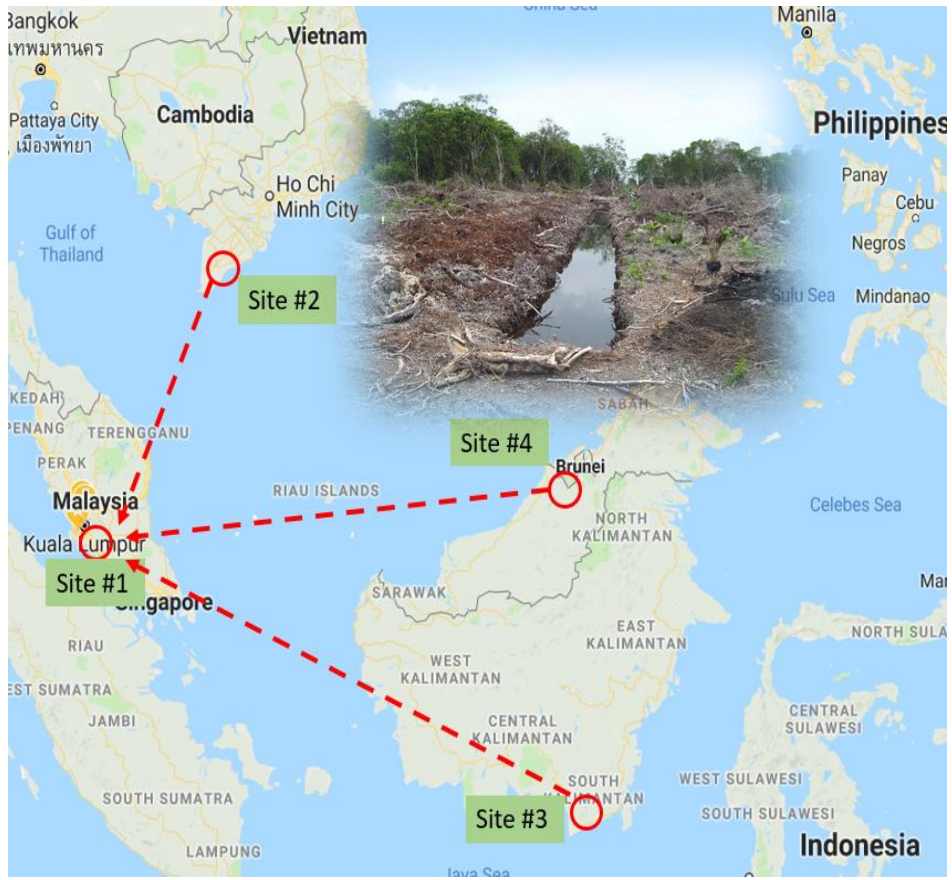 China Sea
Bangkok
เทพมหานคร
Pattaya City
เมืองพัทยา
Vietnam
Cambodia
Ho Chi
Minh City
Manila
Philippines
Panay
Cebu
Negros
Sulu Sea
Mindanao
Gulf of
Thailand
Site #2
KEDAH
PENANG
TERENGGANU
PERAK
Malaysia
Kuala Lumpur
Site #1
Singapore
RIAU ISLANDS
Site #4
SABAH
Brunei
NORTH
KALIMANTAN
Celebes Sea
SARAWAK
EAST
KALIMANTAN
WEST
KALIMANTAN
CENTRAL
KALIMANTAN
SOUTH
KALIMANTAN
Site #3
RIAU
WEST SUMATRA
JAMBI
SOUTH SUMATRA
LAMPUNG
Java Sea
NORTH SULA
CENTRAL
SULAWESI
WEST SULAWESI
SOUTH SULAWESI
Indonesia